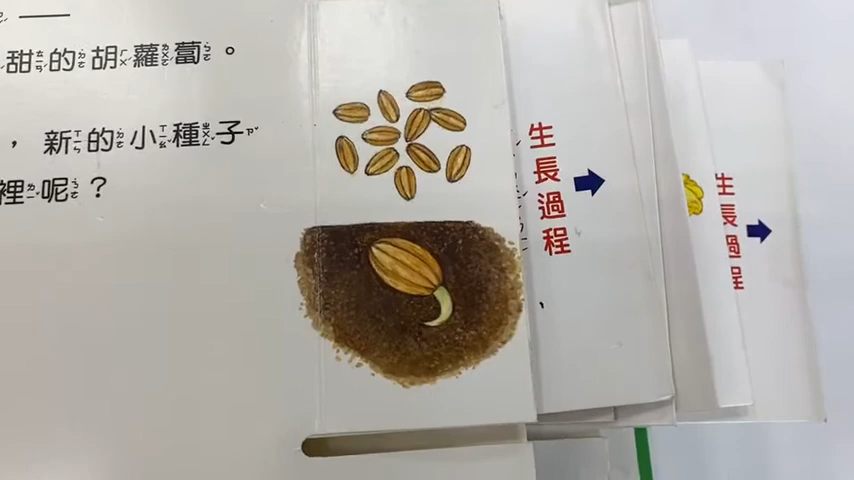 甜的胡蘿蔔。
，新的小種子
裡呢？
生長過程
生長過程